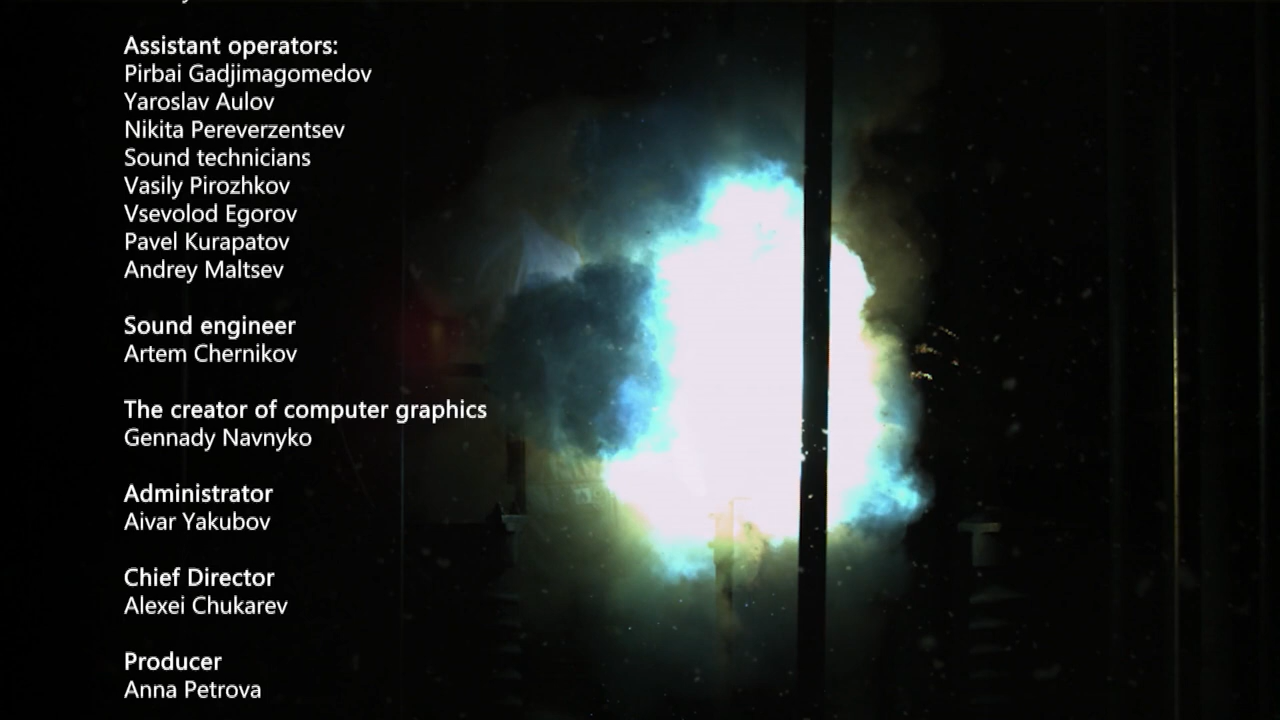 Assistant operators:
Pirbai Gadjimagomedov
Yaroslav Aulov
Nikita Pereverzentsev
Sound technicians
Vasily Pirozhkov
Vsevolod Egorov
Pavel Kurapatov
Andrey Maltsev
Sound engineer
Artem Chernikov
The creator of computer graphics
Gennady Navnyko
Administrator
Aivar Yakubov
Chief Director
Alexei Chukarev
Producer
Anna Petrova